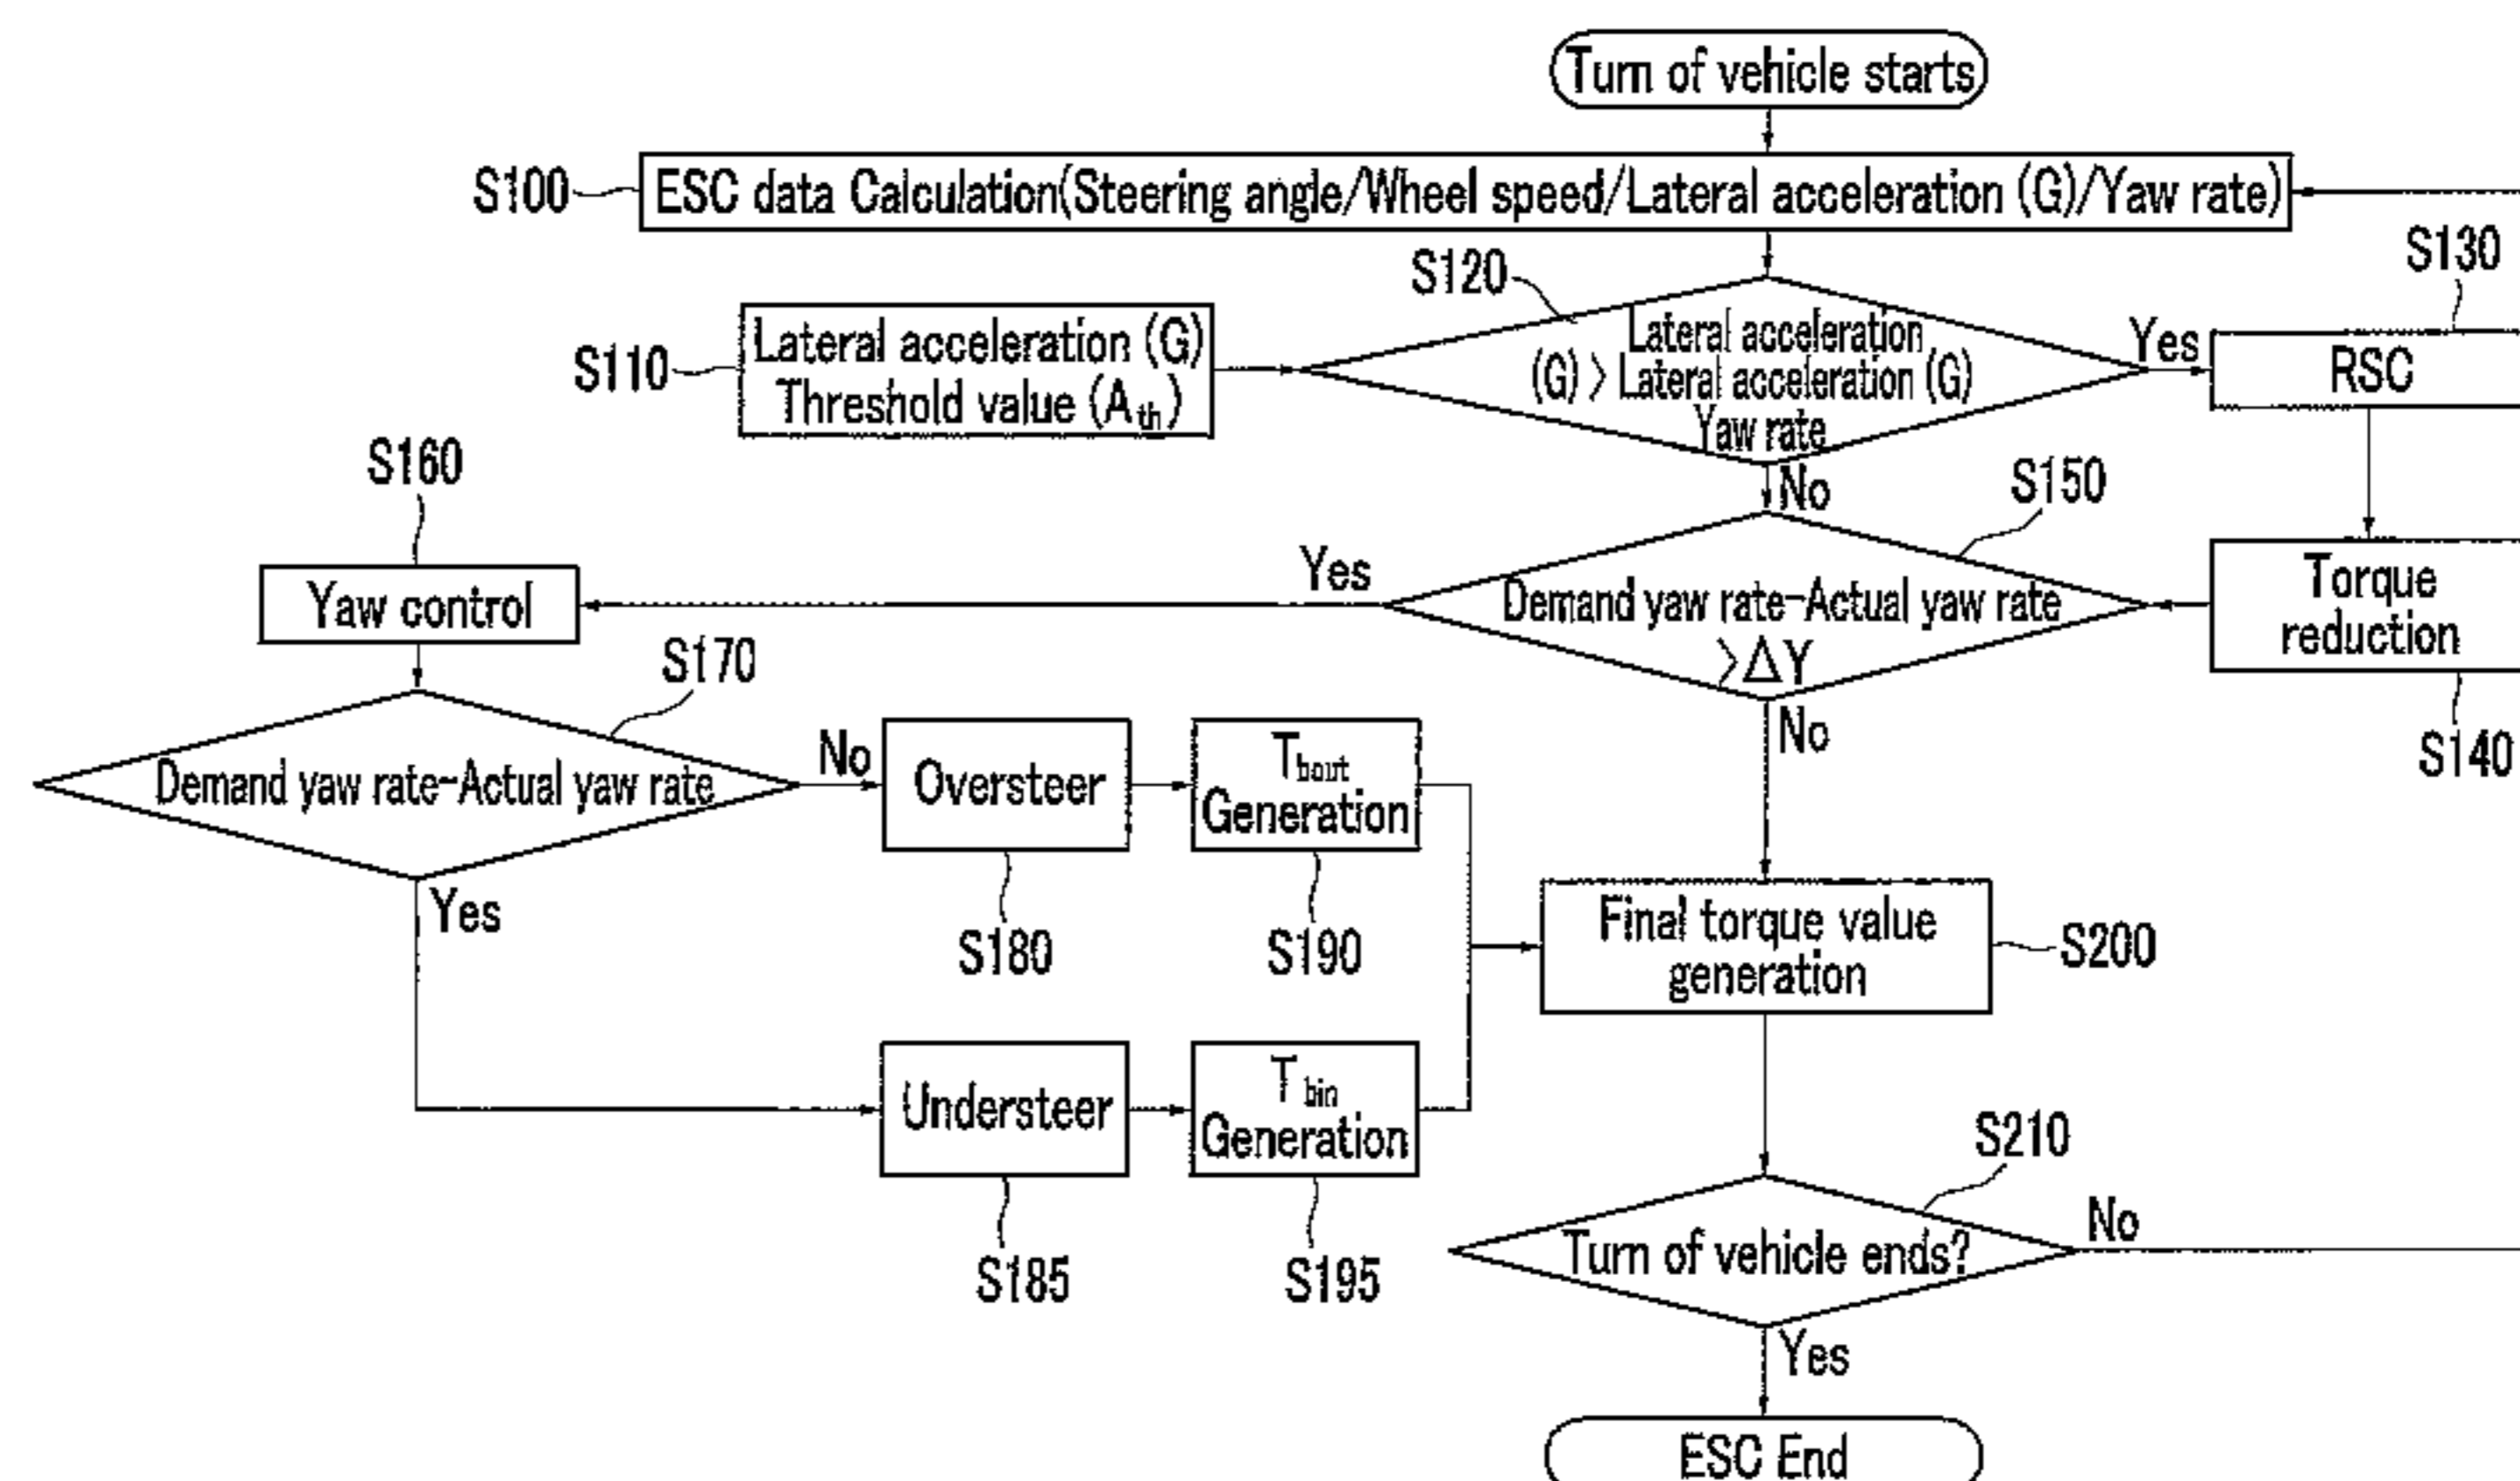 Turn of vehicle starts
S100
ESC data Calculation(Steering angle/Wheel speed/Lateral acceleration (G)/Yaw rate)
S110
Lateral acceleration (G)
Threshold value (Ath)
S120
Lateral acceleration
(G) > Lateral acceleration (G)
Yaw rate
Yes
S130
RSC
No
S150
Demand yaw rate-Actual yaw rate
>ΔY
Torque
reduction
S140
Yes
S160
Yaw control
S170
Demand yaw rate-Actual yaw rate
No
Oversteer
S180
Tbout
Generation
S190
Yes
Understeer
S185
Tbin
Generation
S195
No
Final torque value
generation
S200
S210
Turn of vehicle ends?
No
Yes
ESC End